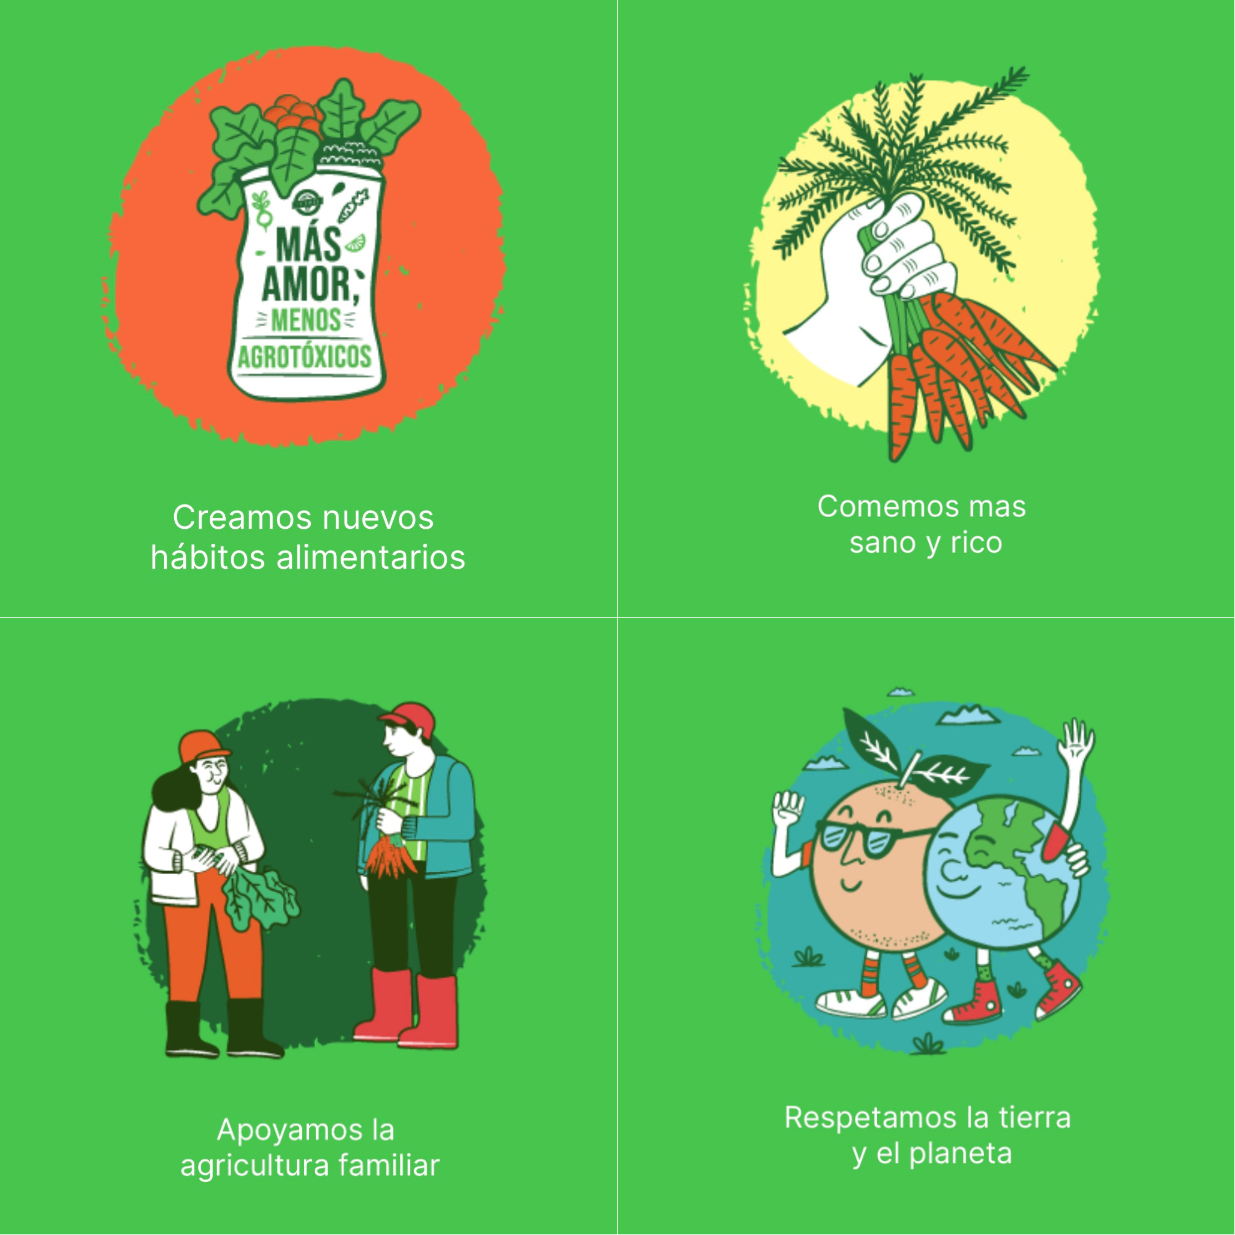 MÁS
AMOR,
MENOS
AGROTÓXICOS
Creamos nuevos
hábitos alimentarios
Comemos mas
sano y rico
Apoyamos la
agricultura familiar
Respetamos la tierra
y el planeta